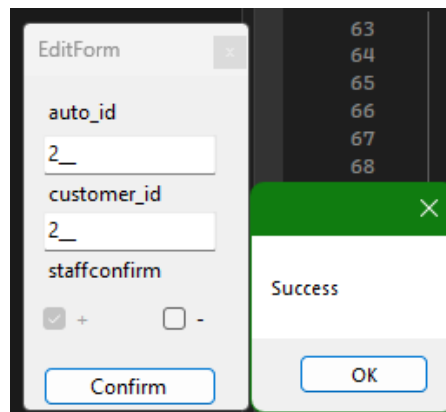 EditForm
auto_id
2__
customer_id
2__
staffconfirm
+ -
Confirm
63
64
65
66
67
68
Success
OK